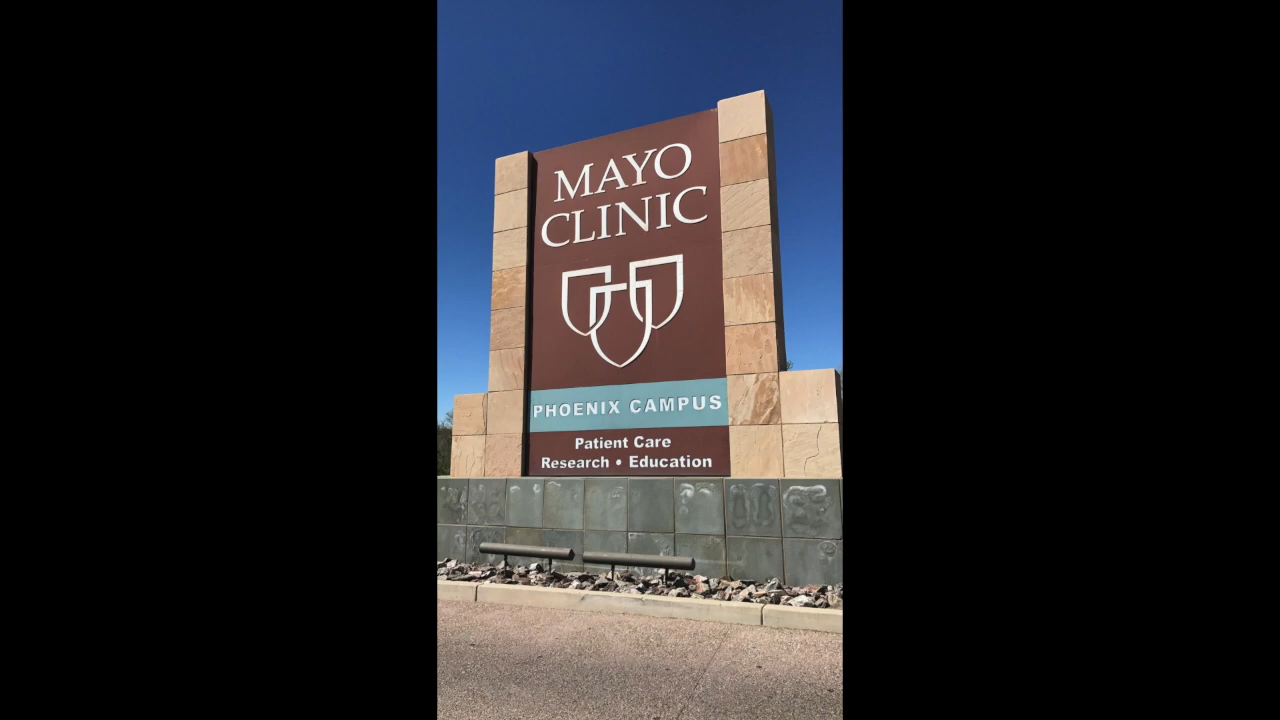 MAYO
CLINIC
PHOENIX CAMPUS
Patient Care
Research • Education